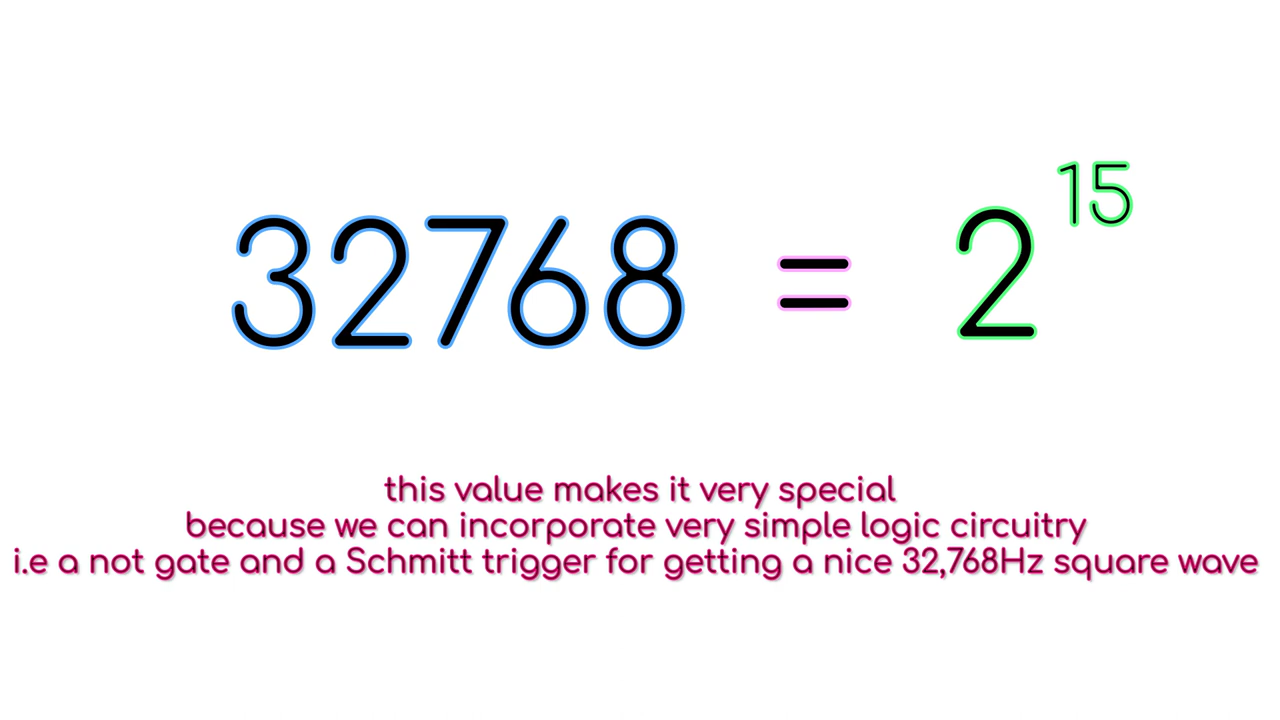 32768 = 2^15
this value makes it very special
because we can incorporate very simple logic circuitry
i.e a not gate and a Schmitt trigger for getting a nice 32,768Hz square wave